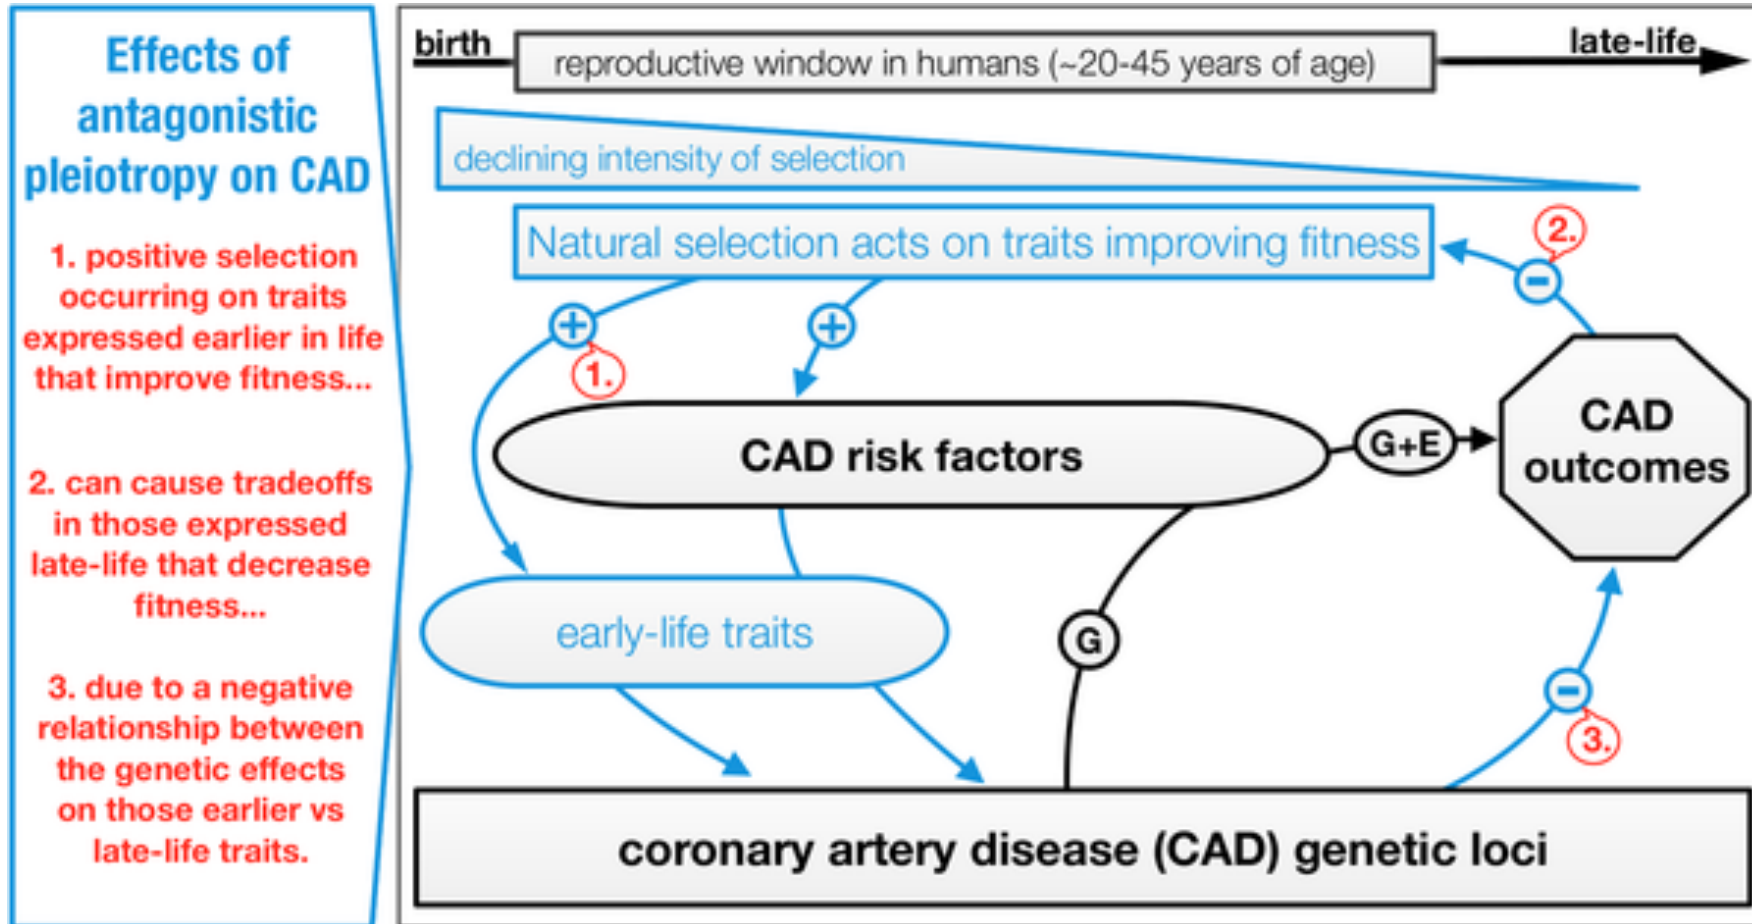 Effects of
antagonistic
pleiotropy on CAD
1. positive selection
occurring on traits
expressed earlier in life
that improve fitness...
2. can cause tradeoffs
in those expressed
late-life that decrease
fitness...
3. due to a negative
relationship between
the genetic effects
on those earlier vs
late-life traits.
birth
reproductive window in humans (~20-45 years of age)
late-life
declining intensity of selection
Natural selection acts on traits improving fitness
2.
−
+
+
1.
CAD risk factors
G+E
CAD
outcomes
early-life traits
G
−
3.
coronary artery disease (CAD) genetic loci